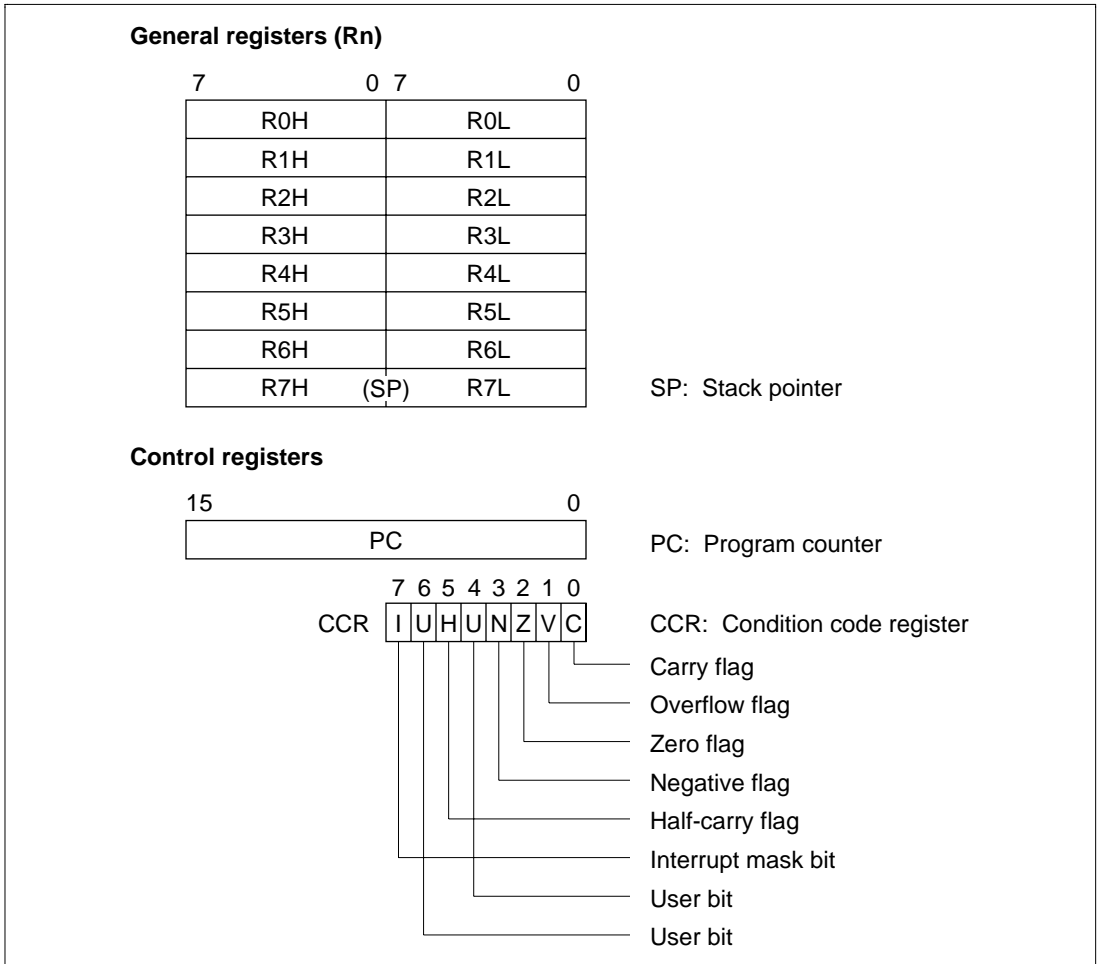 General registers (Rn)
7 0 7 0
R0H R0L
R1H R1L
R2H R2L
R3H R3L
R4H R4L
R5H R5L
R6H R6L
R7H (SP) R7L SP: Stack pointer
Control registers
15 0
PC PC: Program counter
7 6 5 4 3 2 1 0
CCR I U H U N Z V C CCR: Condition code register
Carry flag
Overflow flag
Zero flag
Negative flag
Half-carry flag
Interrupt mask bit
User bit
User bit